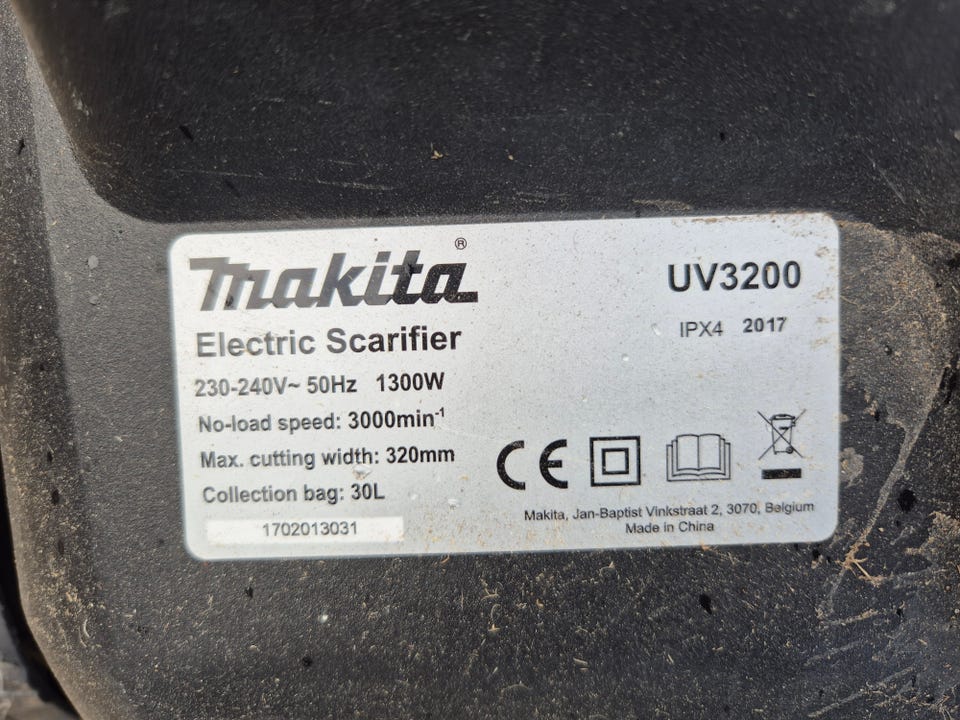 makita®
UV3200
Electric Scarifier
IPX4 2017
230-240V~ 50Hz 1300W
No-load speed: 3000min⁻¹
Max. cutting width: 320mm
Collection bag: 30L
CE
1702013031
Makita, Jan-Baptist Vinkstraat 2, 3070, Belgium
Made in China